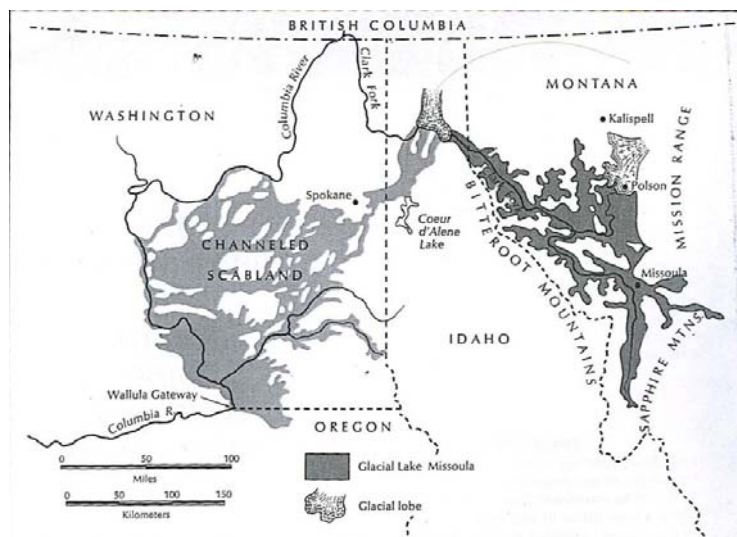 BRITISH COLUMBIA
Columbia River
Clark Fork
MONTANA
WASHINGTON
Kalispell
MISSION RANGE
Polson
Spokane
Coeur
d'Alene
Lake
CHANNELED
SCABLAND
BITTERROOT MOUNTAINS
Missoula
IDAHO
SAPPHIRE MTNS
Wallula Gateway
Columbia R.
OREGON
0 50 100
Miles
0 50 100 150
Kilometers
Glacial Lake Missoula
Glacial lobe